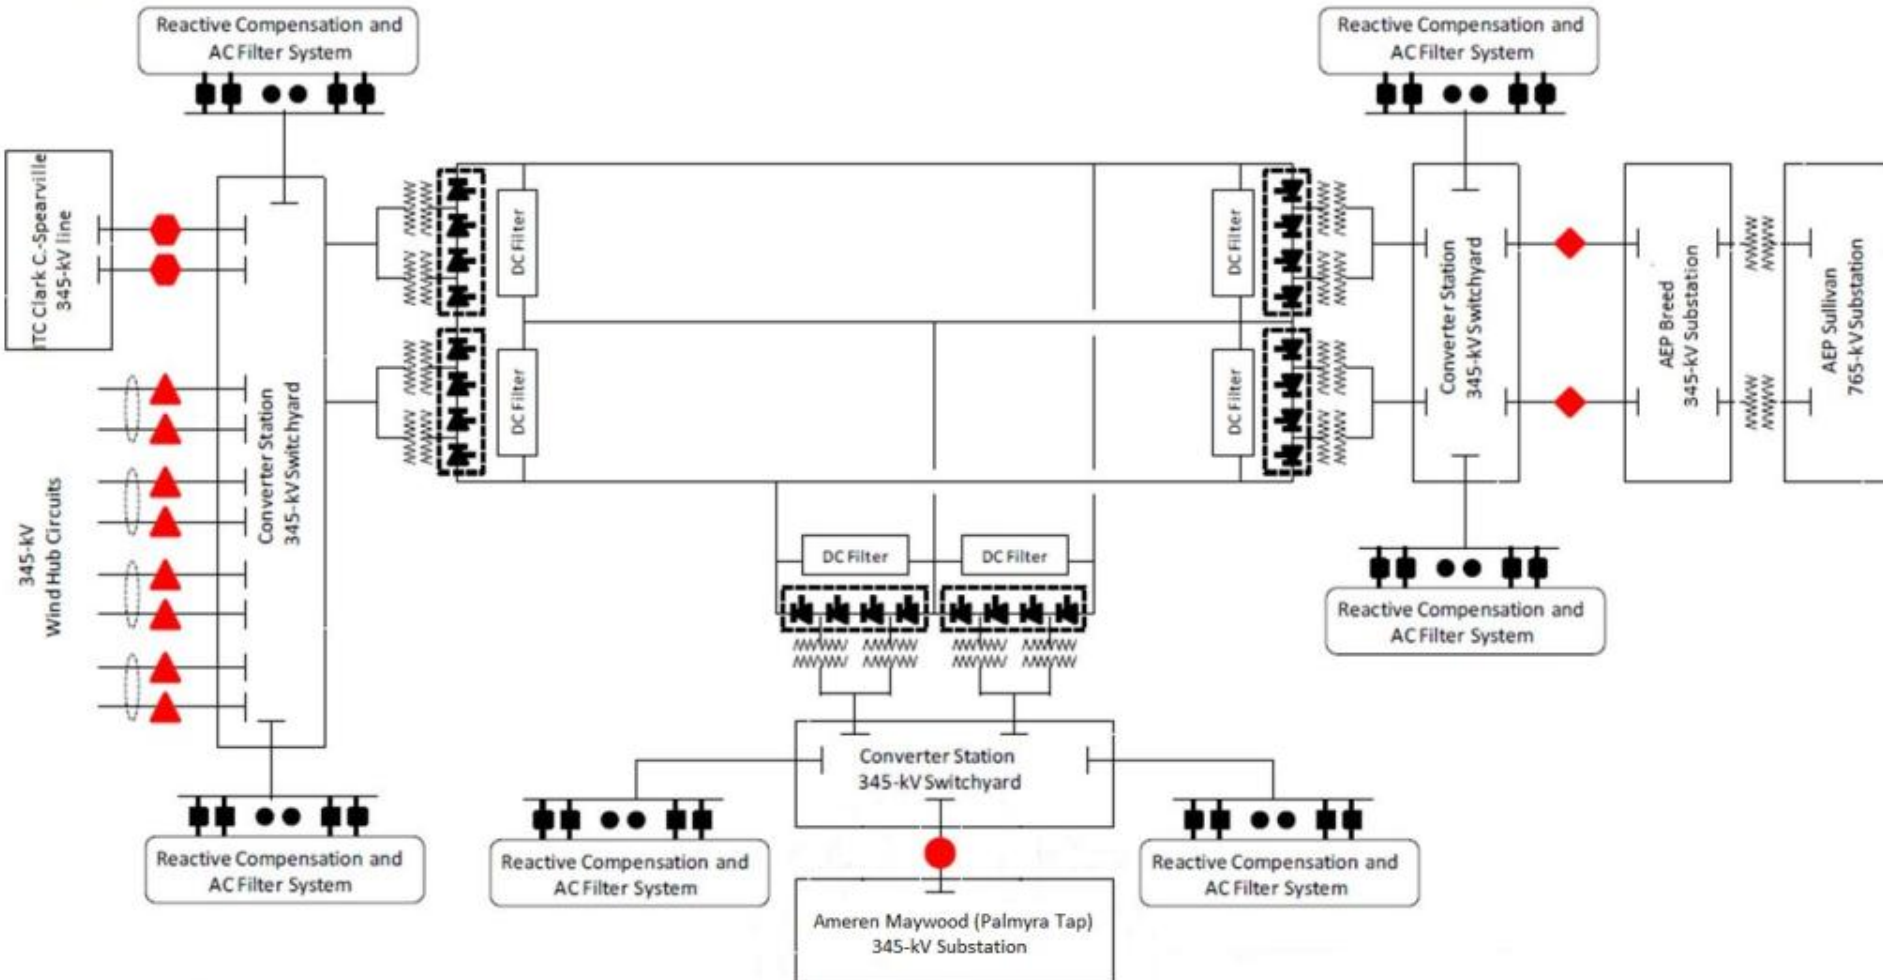 Reactive Compensation and
AC Filter System
Reactive Compensation and
AC Filter System
ITC Clark C.-Spearville
345-kV line
DC Filter
DC Filter
Converter Station
345-kV Switchyard
AEP Breed
345-kV Substation
AEP Sullivan
765-kV Substation
Converter Station
345-kV Switchyard
DC Filter
DC Filter
345-kV
Wind Hub Circuits
DC Filter
DC Filter
Reactive Compensation and
AC Filter System
Converter Station
345-kV Switchyard
Reactive Compensation and
AC Filter System
Reactive Compensation and
AC Filter System
Reactive Compensation and
AC Filter System
Ameren Maywood (Palmyra Tap)
345-kV Substation